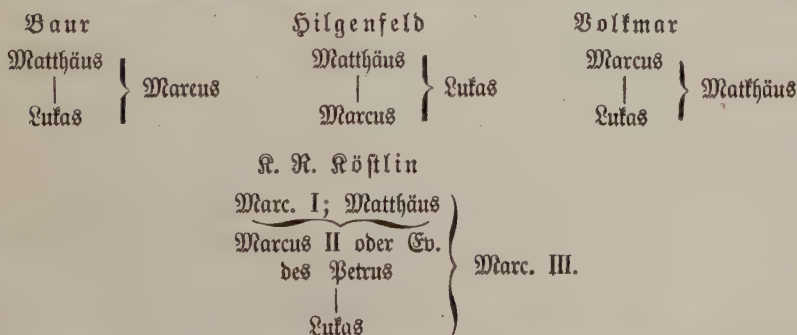 Baur
Matthäus
Lukas
Marcus
Hilgenfeld
Matthäus
Marcus
Lukas
Volkmar
Marcus
Lukas
Matthäus
K. R. Köstlin
Marc. I; Matthäus
Marcus II oder Ev.
des Petrus
Lukas
Marc. III.